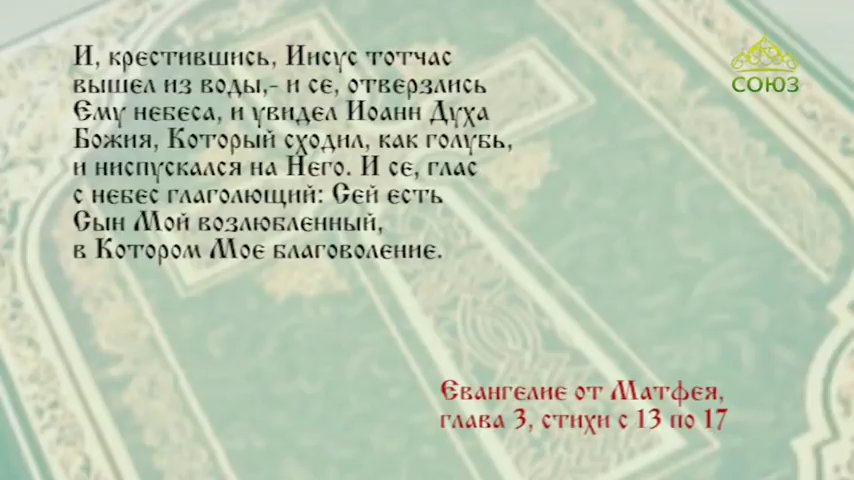 И, крестившись, Иисус тотчас
вышел из воды,- и се, отверзлись
Ему небеса, и увидел Иоанн Духа
Божия, Который сходил, как голубь,
и ниспускался на Него. И се, глас
с небес глаголющий: Сей есть
Сын Мой возлюбленный,
в Котором Мое благоволение.
СОЮЗ
Евангелие от Матфея,
глава 3, стихи с 13 по 17